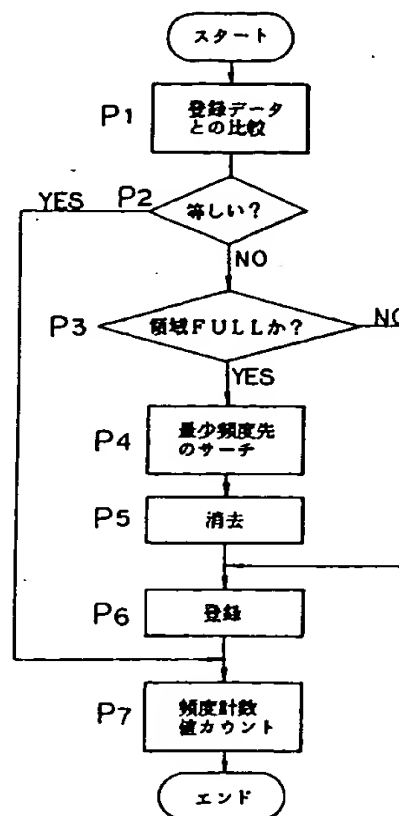 スタート
P1
登録データ
との比較
P2
YES
等しい?
NO
P3
領域FULLか?
NO
YES
P4
最少頻度先
のサーチ
P5
消去
P6
登録
P7
頻度計数
値カウント
エンド